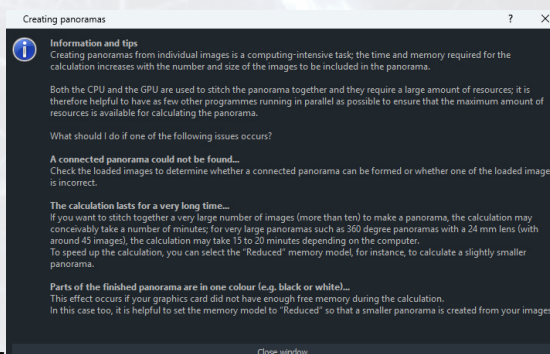 Creating panoramas ? X
Information and tips
Creating panoramas from individual images is a computing-intensive task; the time and memory required for the
calculation increases with the number and size of the images to be included in the panorama.
Both the CPU and the GPU are used to stitch the panorama together and they require a large amount of resources; it is
therefore helpful to have as few other programmes running in parallel as possible to ensure that the maximum amount of
resources is available for calculating the panorama.
What should I do if one of the following issues occurs?
A connected panorama could not be found...
Check the loaded images to determine whether a connected panorama can be formed or whether one of the loaded image
is incorrect.
The calculation lasts for a very long time...
If you want to stitch together a very large number of images (more than ten) to make a panorama, the calculation may
conceivably take a number of minutes; for very large panoramas such as 360 degree panoramas with a 24 mm lens (with
around 45 images), the calculation may take 15 to 20 minutes depending on the computer.
To speed up the calculation, you can select the "Reduced" memory model, for instance, to calculate a slightly smaller
panorama.
Parts of the finished panorama are in one colour (e.g. black or white)...
This effect occurs if your graphics card did not have enough free memory during the calculation.
In this case too, it is helpful to set the memory model to "Reduced" so that a smaller panorama is created from your images
Close window